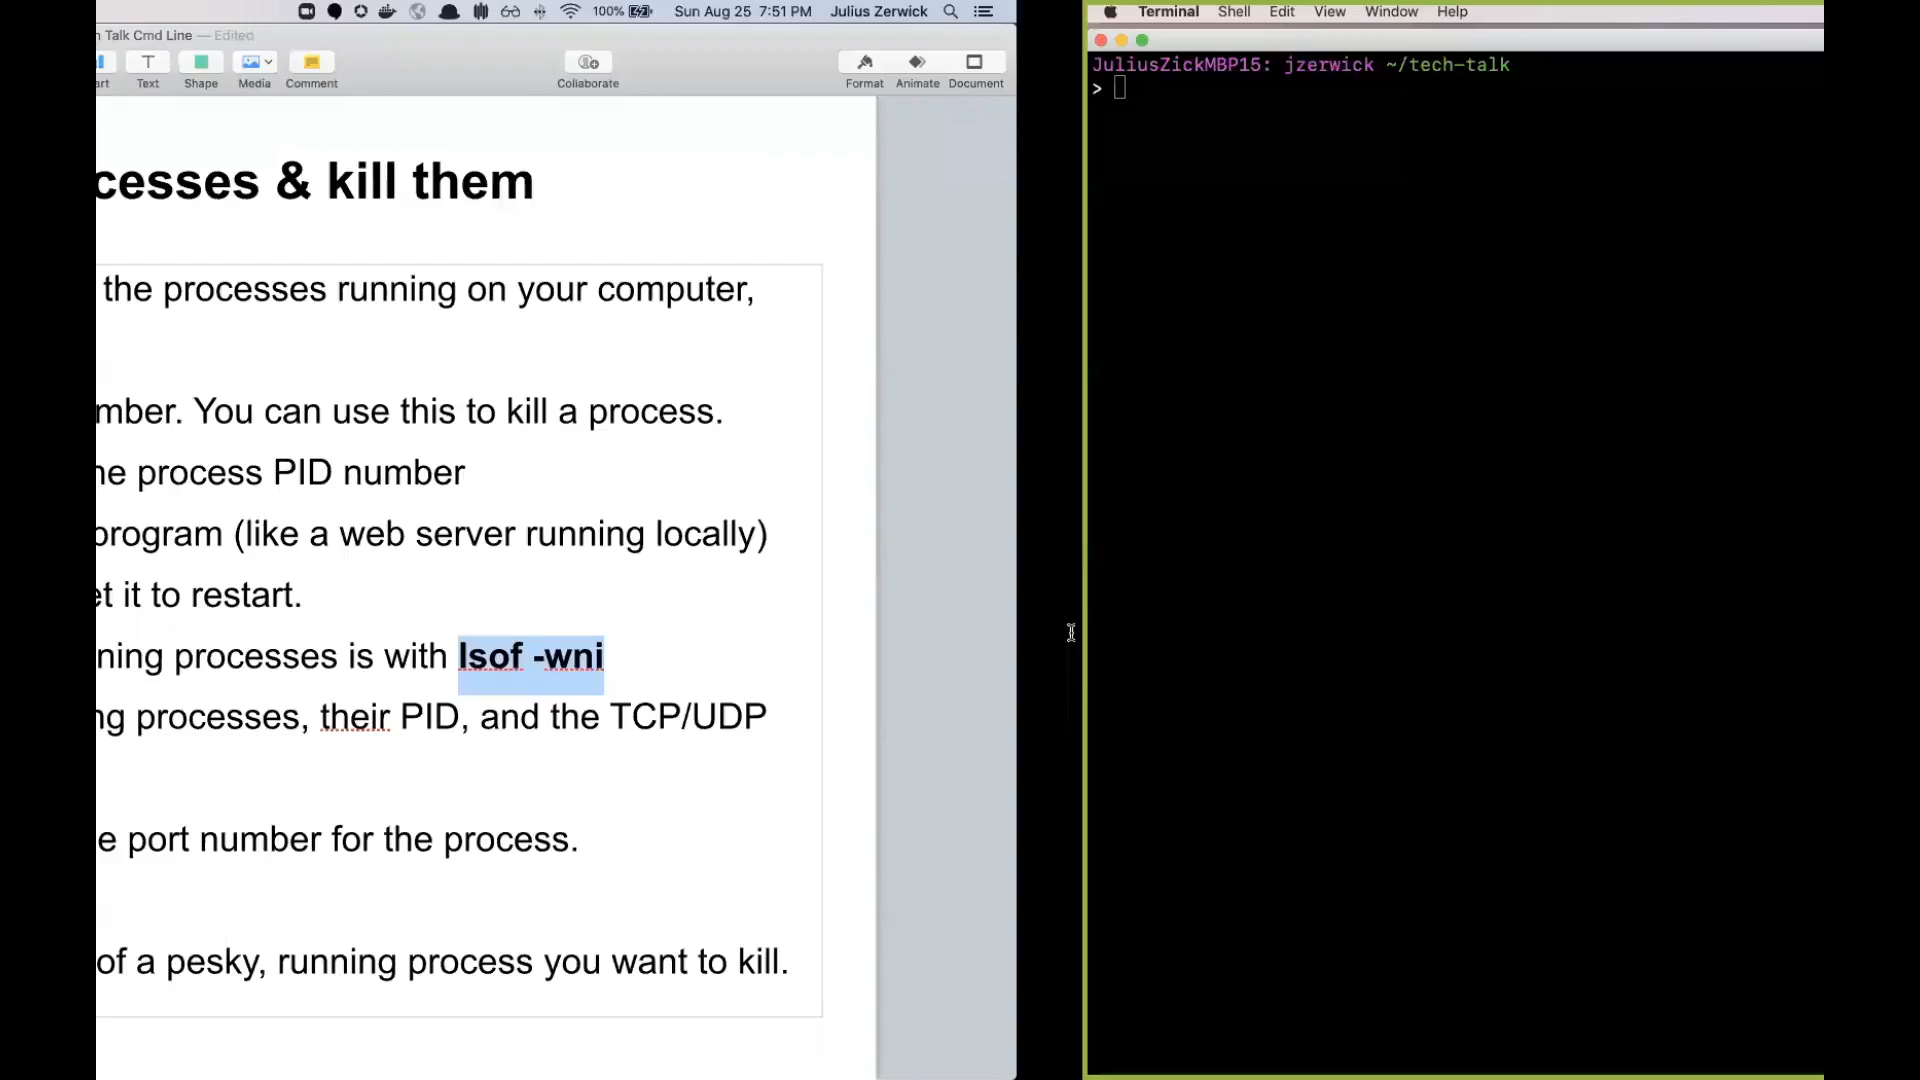 100% Sun Aug 25 7:51 PM Julius Zerwick
Talk Cmd Line — Edited
Text Shape Media Comment Collaborate Format Animate Document
cesses & kill them
the processes running on your computer,
mber. You can use this to kill a process.
he process PID number
program (like a web server running locally)
et it to restart.
ning processes is with lsof -wni
ng processes, their PID, and the TCP/UDP
e port number for the process.
of a pesky, running process you want to kill.
Terminal Shell Edit View Window Help
JuliusZickMBP15: jzerwick ~/tech-talk
>